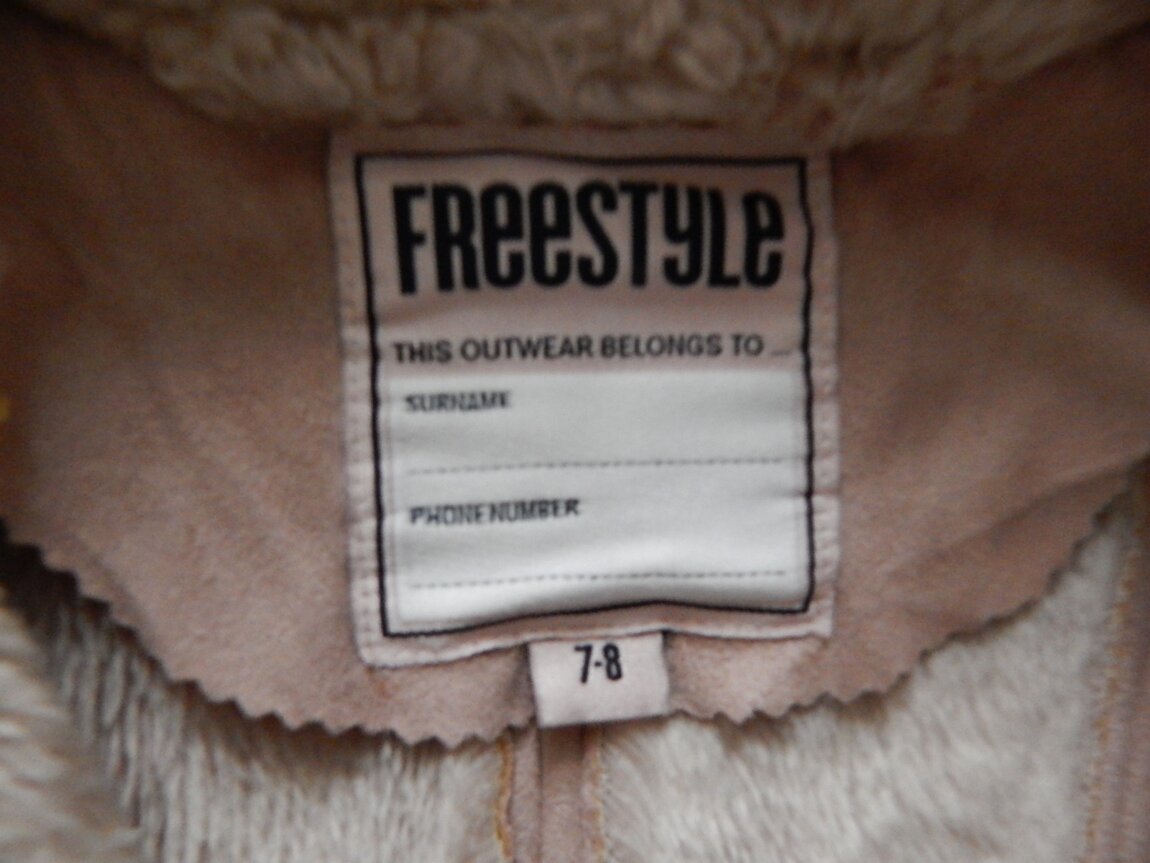 FReeSTYLe
THIS OUTWEAR BELONGS TO ...
SURNAME
PHONENUMBER
7-8